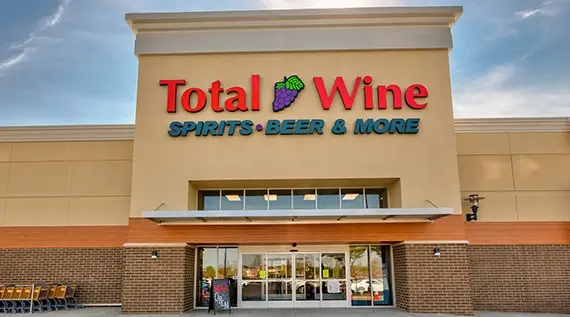 Total Wine
SPIRITS • BEER & MORE